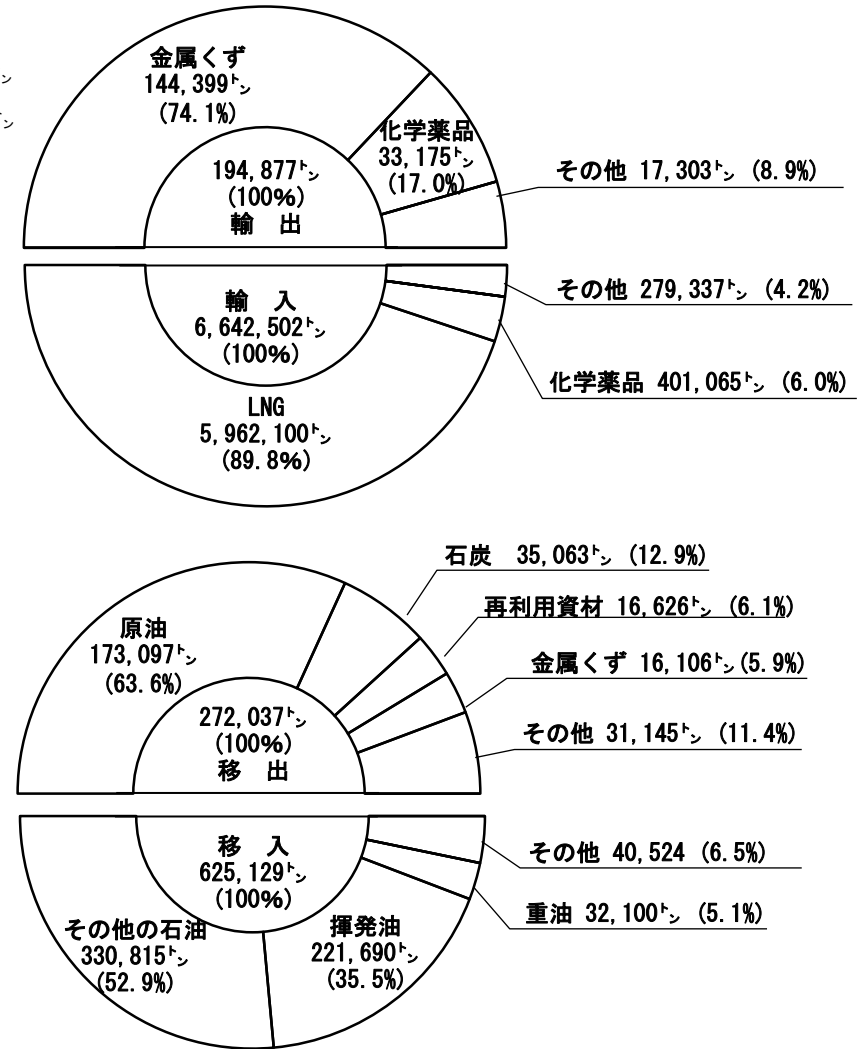 金属くず
144,399㌧
(74.1%)
化学薬品
33,175㌧
(17.0%)
194,877㌧
(100%)
輸　出
その他 17,303㌧ (8.9%)
輸　入
6,642,502㌧
(100%)
その他 279,337㌧ (4.2%)
化学薬品 401,065㌧ (6.0%)
LNG
5,962,100㌧
(89.8%)
石炭　35,063㌧ (12.9%)
原油
173,097㌧
(63.6%)
再利用資材 16,626㌧ (6.1%)
金属くず 16,106㌧(5.9%)
272,037㌧
(100%)
移　出
その他 31,145㌧ (11.4%)
移　入
625,129㌧
(100%)
その他 40,524 (6.5%)
重油 32,100㌧ (5.1%)
その他の石油
330,815㌧
(52.9%)
揮発油
221,690㌧
(35.5%)